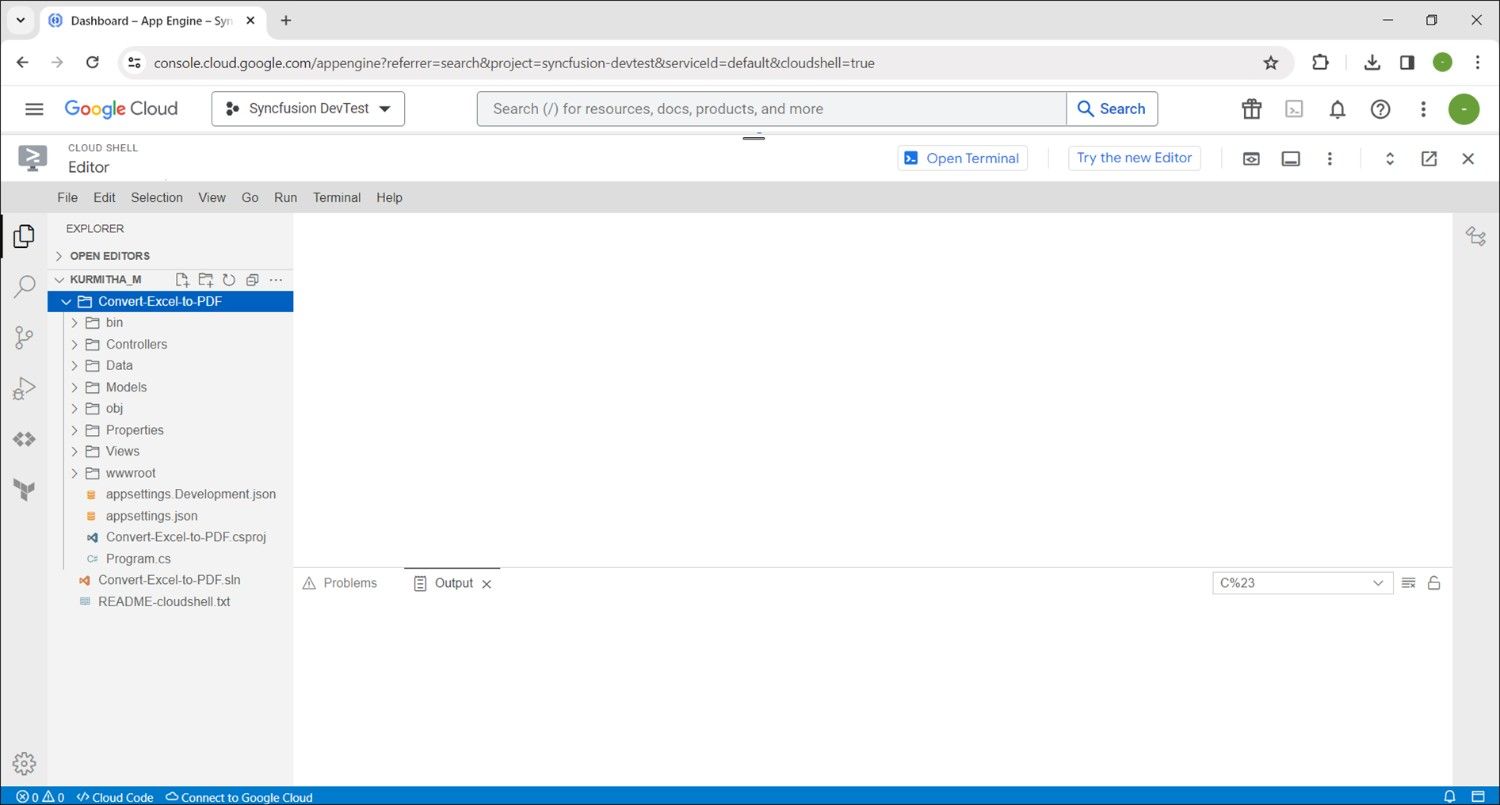 Dashboard – App Engine – Syn
console.cloud.google.com/appengine?referrer=search&project=syncfusion-devtest&serviceId=default&cloudshell=true
Google Cloud
Syncfusion DevTest
Search (/) for resources, docs, products, and more
Search
CLOUD SHELL
Editor
Open Terminal
Try the new Editor
File Edit Selection View Go Run Terminal Help
EXPLORER
OPEN EDITORS
KURMITHA_M
Convert-Excel-to-PDF
bin
Controllers
Data
Models
obj
Properties
Views
wwwroot
appsettings.Development.json
appsettings.json
Convert-Excel-to-PDF.csproj
C# Program.cs
Convert-Excel-to-PDF.sln
README-cloudshell.txt
Problems
Output
C%23
0 0 Cloud Code Connect to Google Cloud